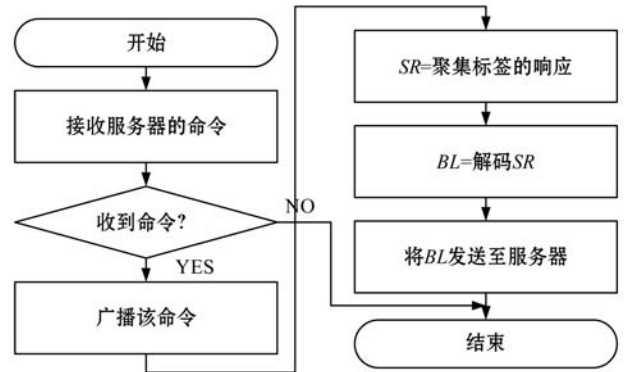 开始
接收服务器的命令
收到命令?
NO
YES
广播该命令
SR=聚集标签的响应
BL=解码SR
将BL发送至服务器
结束